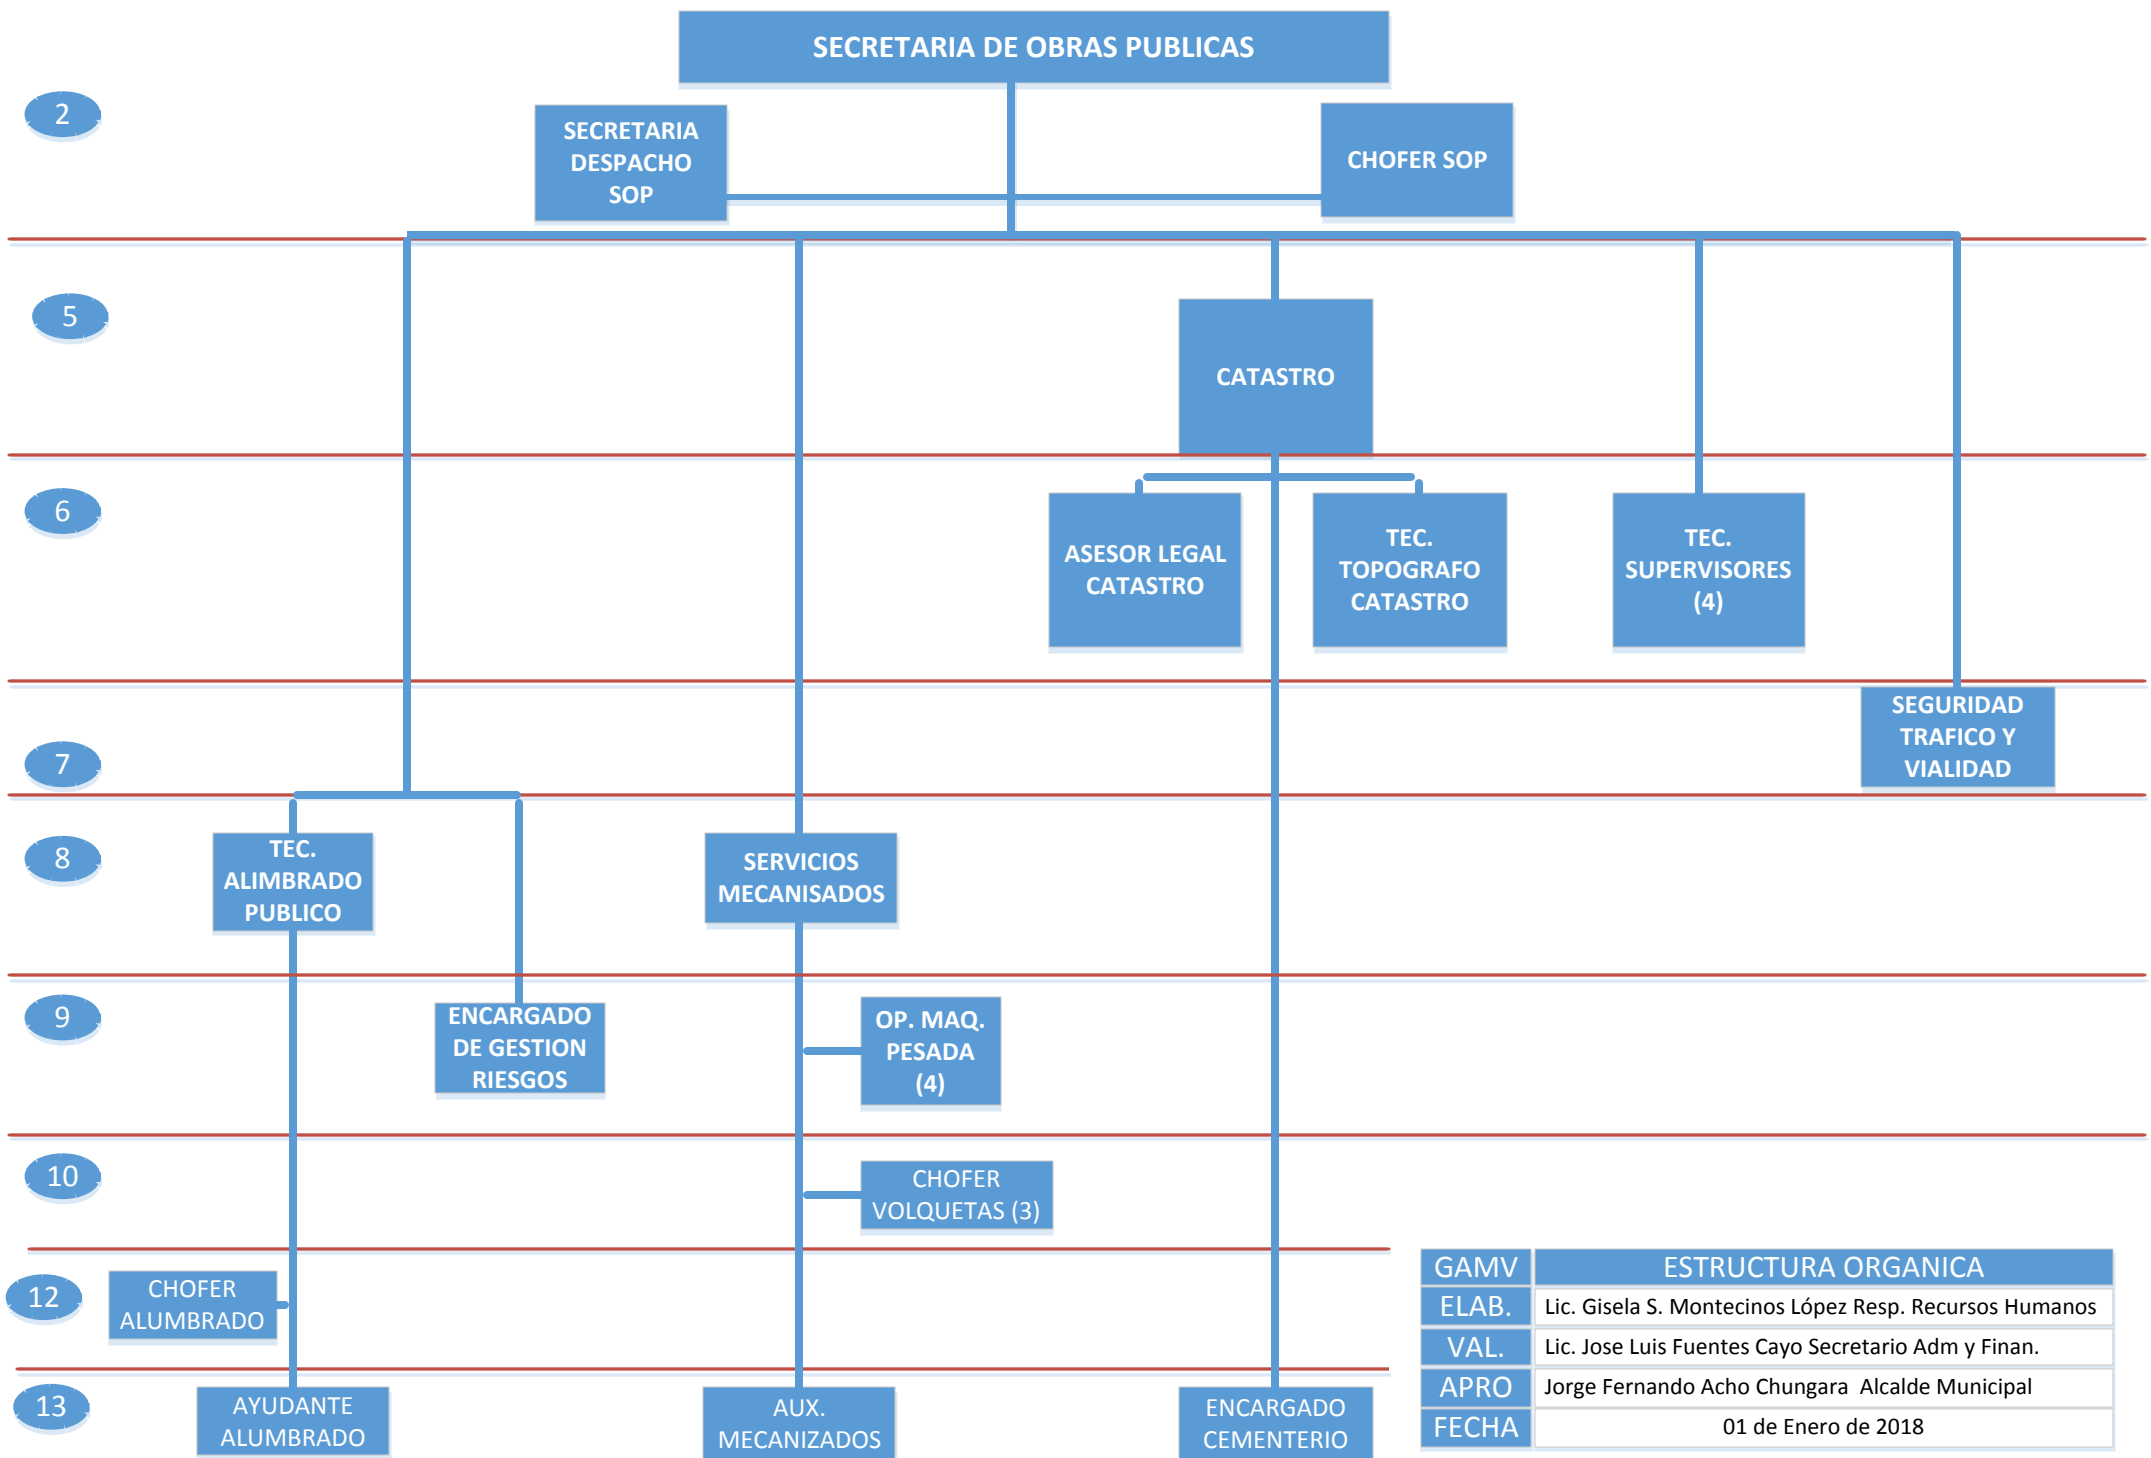 SECRETARIA DE OBRAS PUBLICAS
2
SECRETARIA
DESPACHO
SOP
CHOFER SOP
5
CATASTRO
6
ASESOR LEGAL
CATASTRO
TEC.
TOPOGRAFO
CATASTRO
TEC.
SUPERVISORES
(4)
7
SEGURIDAD
TRAFICO Y
VIALIDAD
8
TEC.
ALIMBRADO
PUBLICO
SERVICIOS
MECANISADOS
9
ENCARGADO
DE GESTION
RIESGOS
OP. MAQ.
PESADA
(4)
10
CHOFER
VOLQUETAS (3)
12
CHOFER
ALUMBRADO
13
AYUDANTE
ALUMBRADO
AUX.
MECANIZADOS
ENCARGADO
CEMENTERIO
GAMV ESTRUCTURA ORGANICA
ELAB. Lic. Gisela S. Montecinos López Resp. Recursos Humanos
VAL. Lic. Jose Luis Fuentes Cayo Secretario Adm y Finan.
APRO Jorge Fernando Acho Chungara Alcalde Municipal
FECHA 01 de Enero de 2018